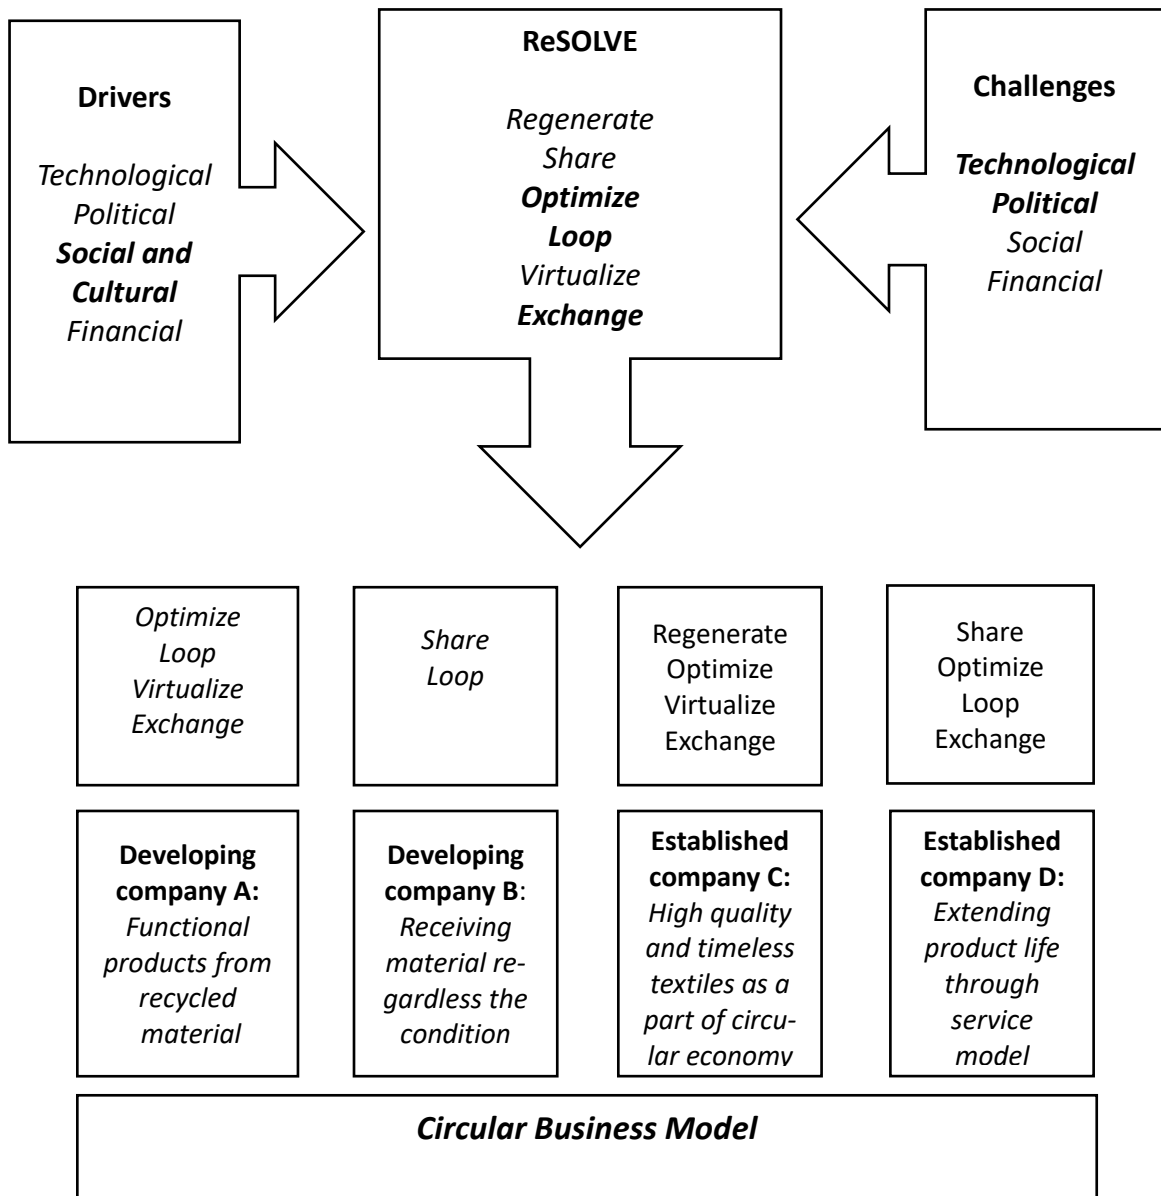 Drivers
Technological
Political
Social and
Cultural
Financial
ReSOLVE
Regenerate
Share
Optimize
Loop
Virtualize
Exchange
Challenges
Technological
Political
Social
Financial
Optimize
Loop
Virtualize
Exchange
Share
Loop
Regenerate
Optimize
Virtualize
Exchange
Share
Optimize
Loop
Exchange
Developing
company A:
Functional
products from
recycled
material
Developing
company B:
Receiving
material re-
gardless the
condition
Established
company C:
High quality
and timeless
textiles as a
part of circu-
lar economy
Established
company D:
Extending
product life
through
service
model
Circular Business Model